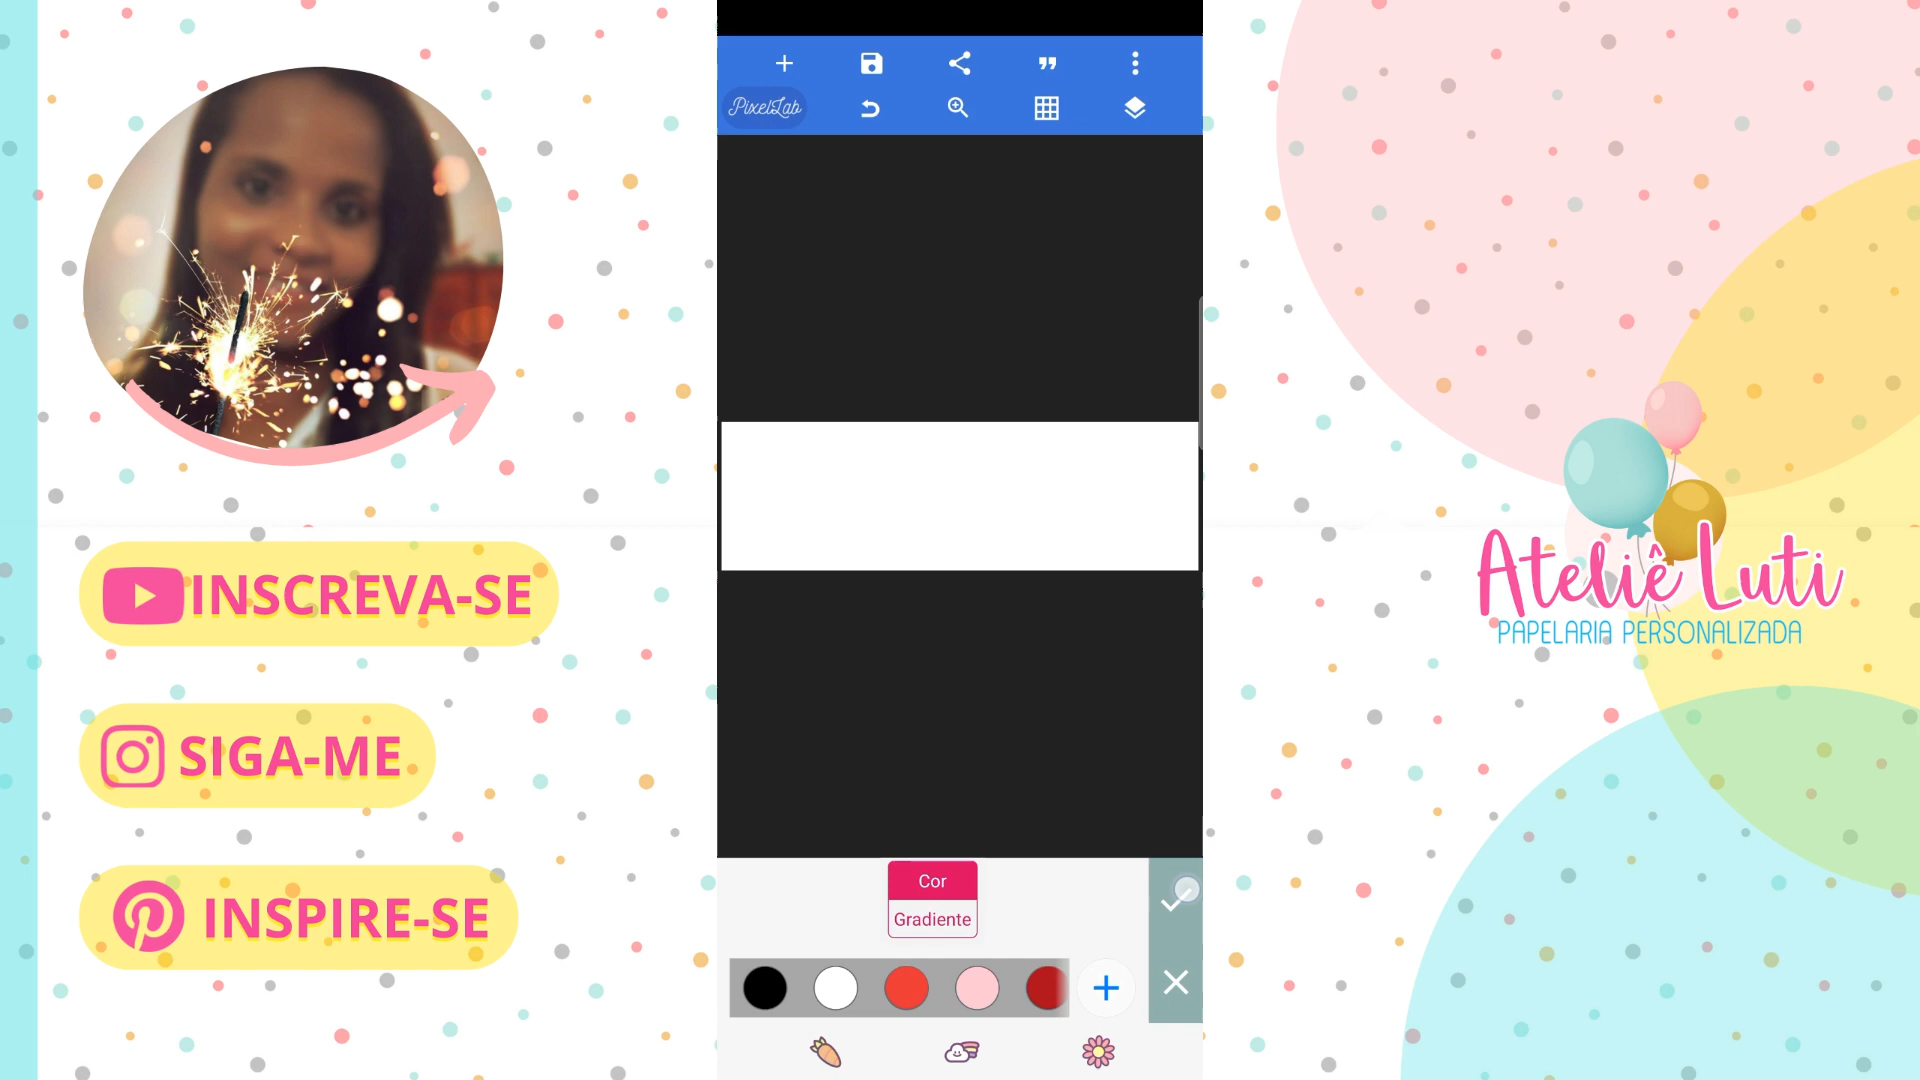 PixelLab
INSCREVA-SE
SIGA-ME
INSPIRE-SE
Cor
Gradiente
Ateliê Luti
PAPELARIA PERSONALIZADA